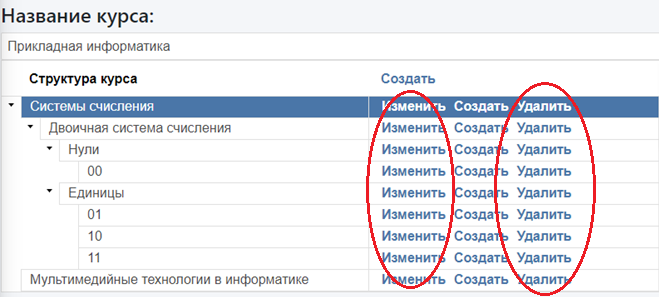 Название курса:
Прикладная информатика
Структура курса Создать
Системы счисления Изменить Создать Удалить
Двоичная система счисления Изменить Создать Удалить
Нули Изменить Создать Удалить
00 Изменить Создать Удалить
Единицы Изменить Создать Удалить
01 Изменить Создать Удалить
10 Изменить Создать Удалить
11 Изменить Создать Удалить
Мультимедийные технологии в информатике Изменить Создать Удалить